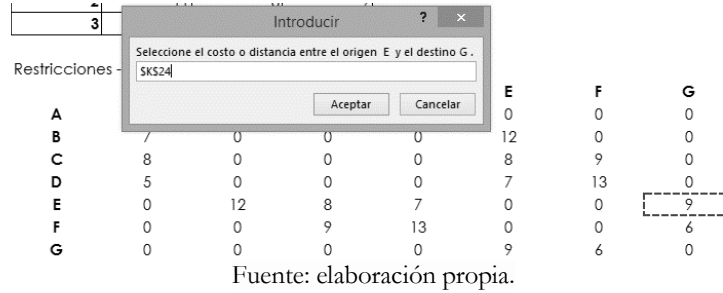 3
Introducir ? ×
Seleccione el costo o distancia entre el origen E y el destino G .
$K$24
Aceptar Cancelar
Restricciones -
E F G
A 0 0 0
B 7 0 0 0 12 0 0
C 8 0 0 0 8 9 0
D 5 0 0 0 7 13 0
E 0 12 8 7 0 0 9
F 0 0 9 13 0 0 6
G 0 0 0 0 9 6 0
Fuente: elaboración propia.